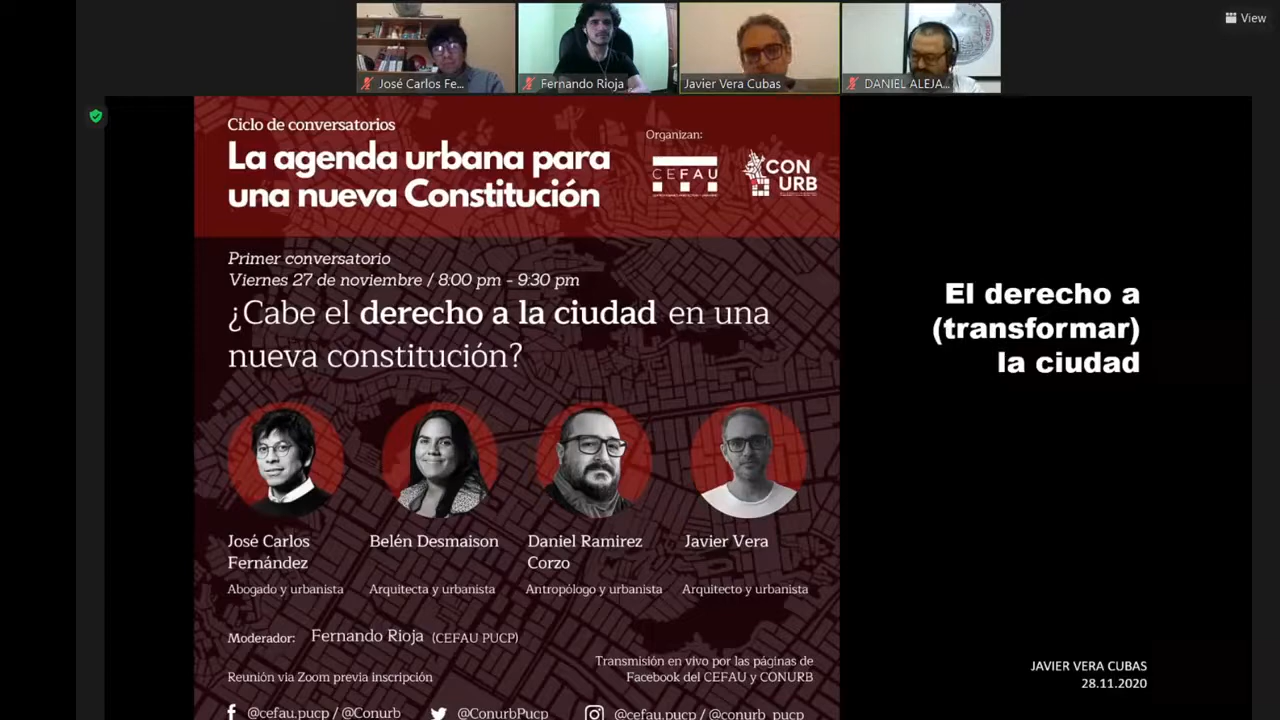 View
José Carlos Fe...
Fernando Rioja
Javier Vera Cubas
DANIEL ALEJA...
Ciclo de conversatorios
La agenda urbana para
una nueva Constitución
Organizan:
CEFAU
CON
URB
Primer conversatorio
Viernes 27 de noviembre / 8:00 pm - 9:30 pm
¿Cabe el derecho a la ciudad en una
nueva constitución?
El derecho a
(transformar)
la ciudad
José Carlos
Fernández
Abogado y urbanista
Belén Desmaison
Arquitecta y urbanista
Daniel Ramirez
Corzo
Antropólogo y urbanista
Javier Vera
Arquitecto y urbanista
Moderador: Fernando Rioja (CEFAU PUCP)
Reunión via Zoom previa inscripción
Transmisión en vivo por las páginas de
Facebook del CEFAU y CONURB
@cefau.pucp / @Conurb
@ConurbPucp
@cefau.pucp / @conurb_pucp
JAVIER VERA CUBAS
28.11.2020